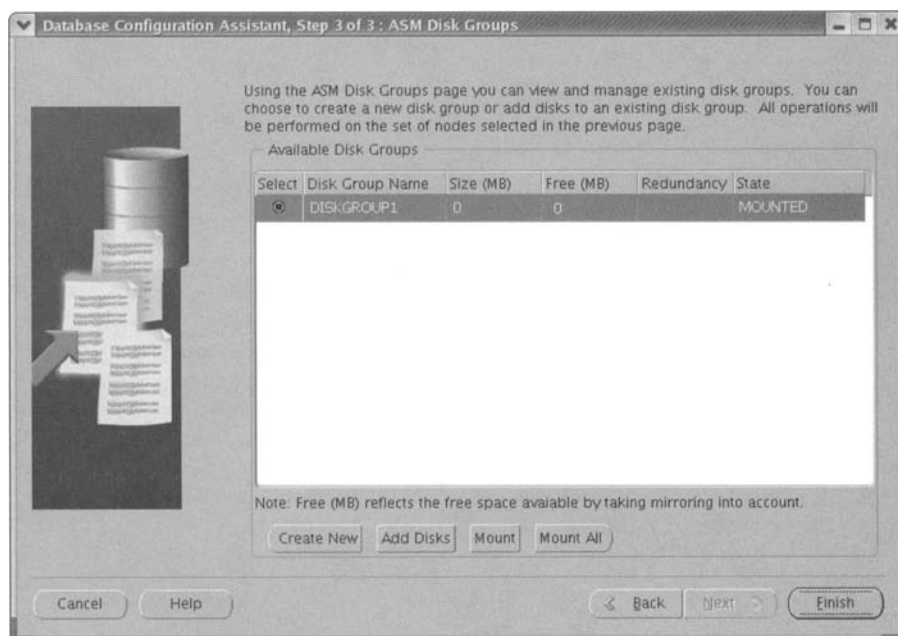 Database Configuration Assistant, Step 3 of 3 : ASM Disk Groups
Using the ASM Disk Groups page you can view and manage existing disk groups. You can
choose to create a new disk group or add disks to an existing disk group. All operations will
be performed on the set of nodes selected in the previous page.
Available Disk Groups
Select Disk Group Name Size (MB) Free (MB) Redundancy State
DISKGROUP1 0 0 MOUNTED
Note: Free (MB) reflects the free space avaiable by taking mirroring into account.
Create New Add Disks Mount Mount All
Cancel Help Back Next Finish